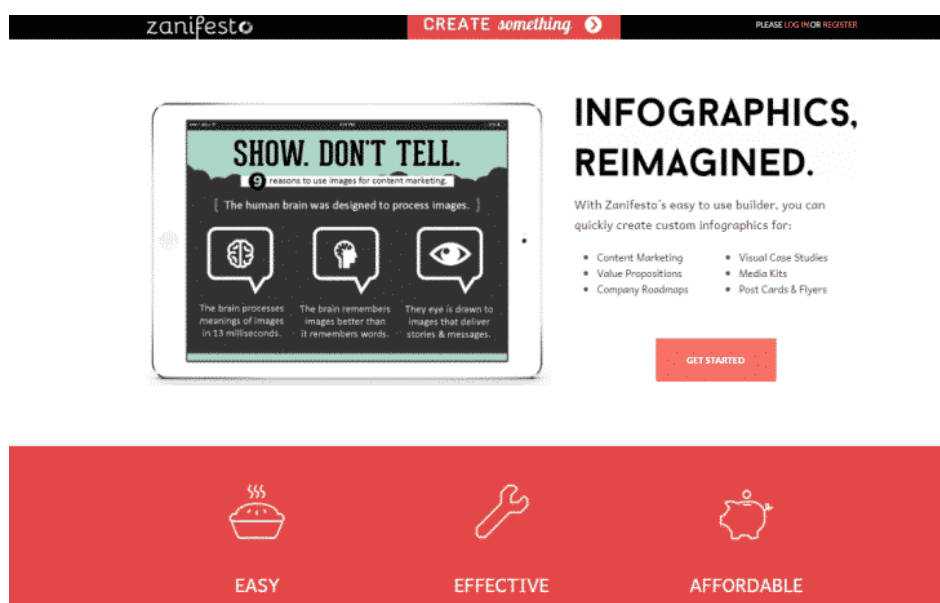 zanifesto
CREATE something
PLEASE LOG IN OR REGISTER
INFOGRAPHICS,
REIMAGINED.
With Zanifesto's easy to use builder, you can
quickly create custom infographics for:
Content Marketing
Value Propositions
Company Roadmaps
Visual Case Studies
Media Kits
Post Cards & Flyers
GET STARTED
SHOW. DON'T TELL.
9 reasons to use images for content marketing.
[ The human brain was designed to process images. ]
The brain processes
meanings of images
in 13 milliseconds.
The brain remembers
images better than
it remembers words.
They eye is drawn to
images that deliver
stories & messages.
EASY
EFFECTIVE
AFFORDABLE